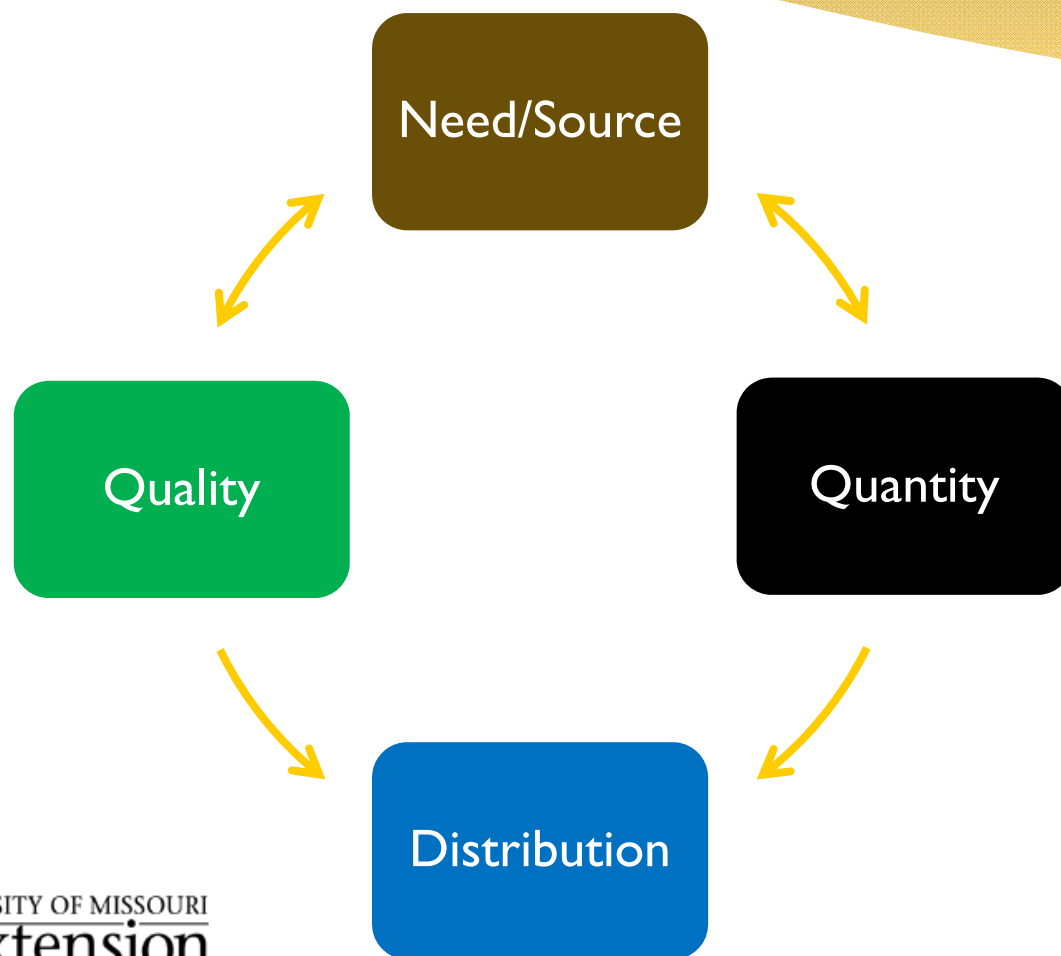 Need/Source
Quality
Quantity
Distribution
SITY OF MISSOURI
xtension